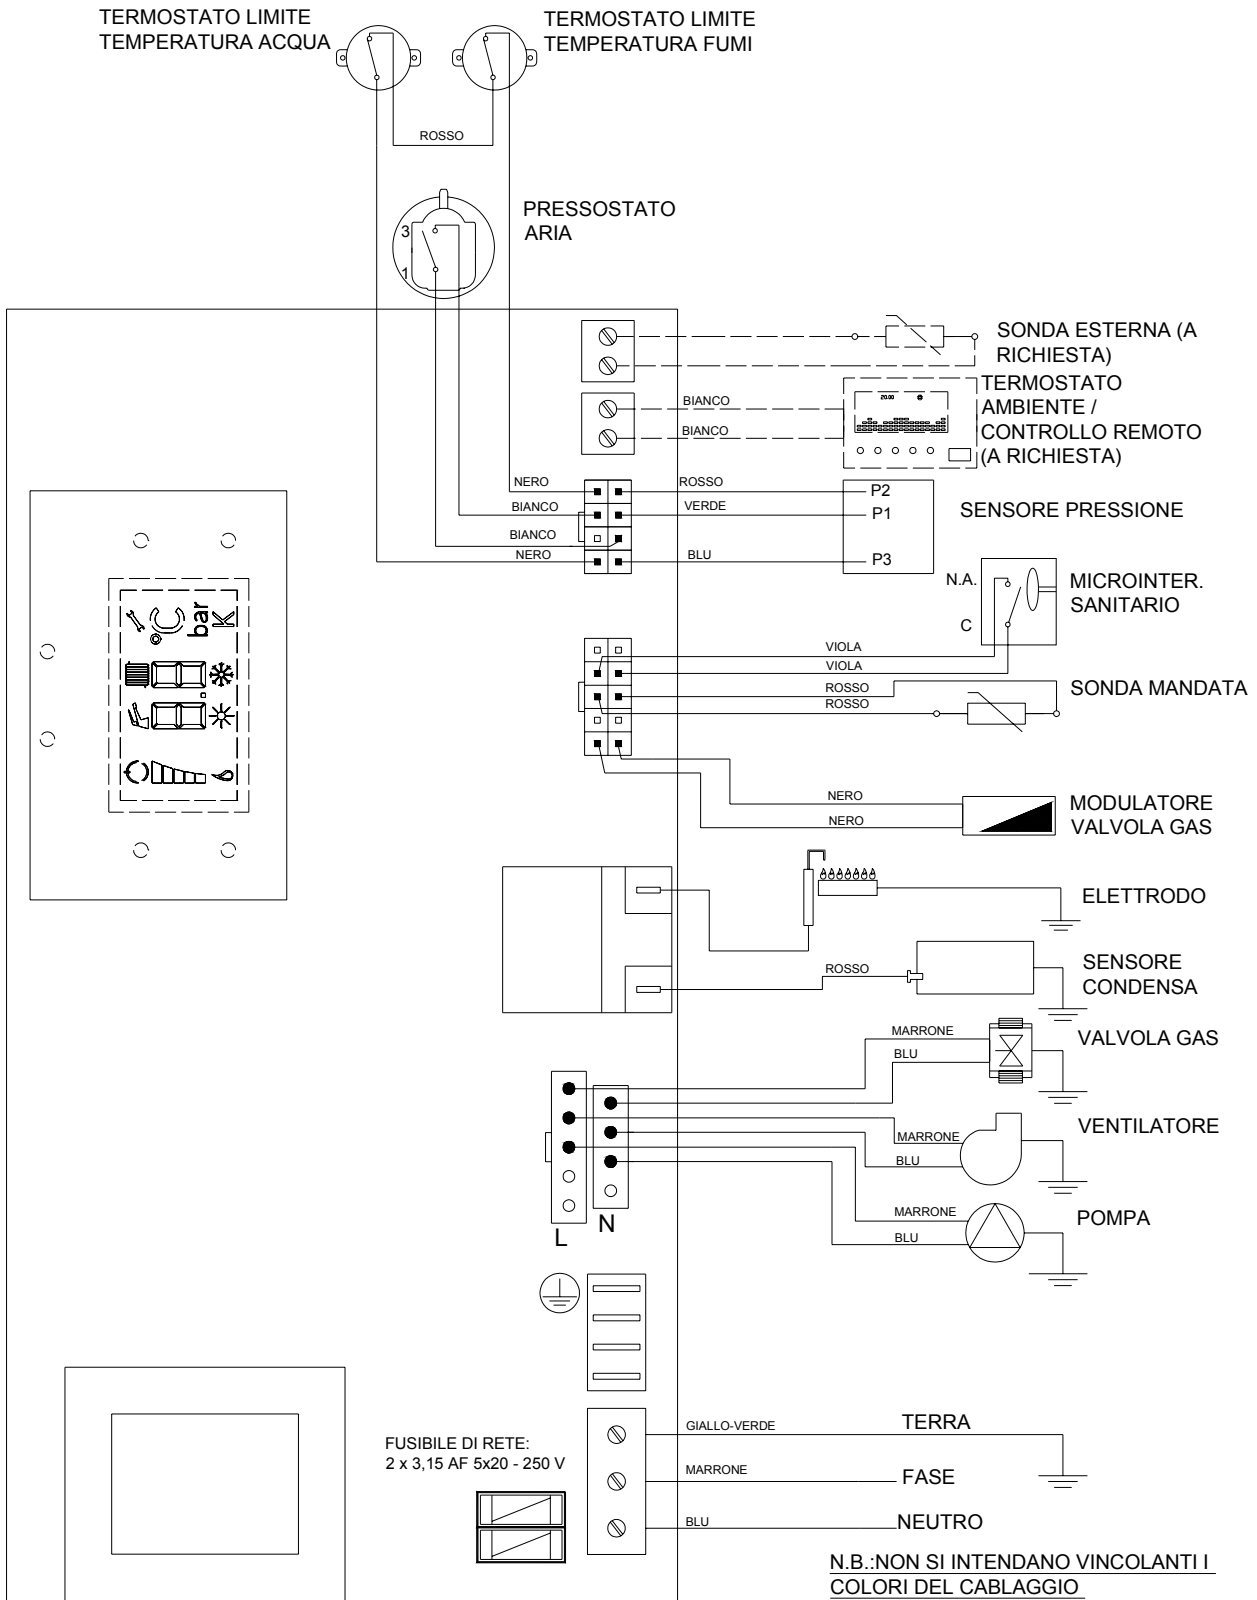 TERMOSTATO LIMITE
TEMPERATURA ACQUA
TERMOSTATO LIMITE
TEMPERATURA FUMI
ROSSO
PRESSOSTATO
ARIA
3
1
SONDA ESTERNA (A
RICHIESTA)
BIANCO
BIANCO
20.00
TERMOSTATO
AMBIENTE /
CONTROLLO REMOTO
(A RICHIESTA)
NERO
BIANCO
BIANCO
NERO
ROSSO
VERDE
BLU
P2
P1
P3
SENSORE PRESSIONE
N.A.
C
MICROINTER.
SANITARIO
°C
bar
K
VIOLA
VIOLA
ROSSO
ROSSO
SONDA MANDATA
NERO
NERO
MODULATORE
VALVOLA GAS
ELETTRODO
ROSSO
SENSORE
CONDENSA
MARRONE
BLU
VALVOLA GAS
MARRONE
BLU
VENTILATORE
MARRONE
BLU
POMPA
L
N
FUSIBILE DI RETE:
2 x 3,15 AF 5x20 - 250 V
GIALLO-VERDE
TERRA
MARRONE
FASE
BLU
NEUTRO
N.B.:NON SI INTENDANO VINCOLANTI I
COLORI DEL CABLAGGIO